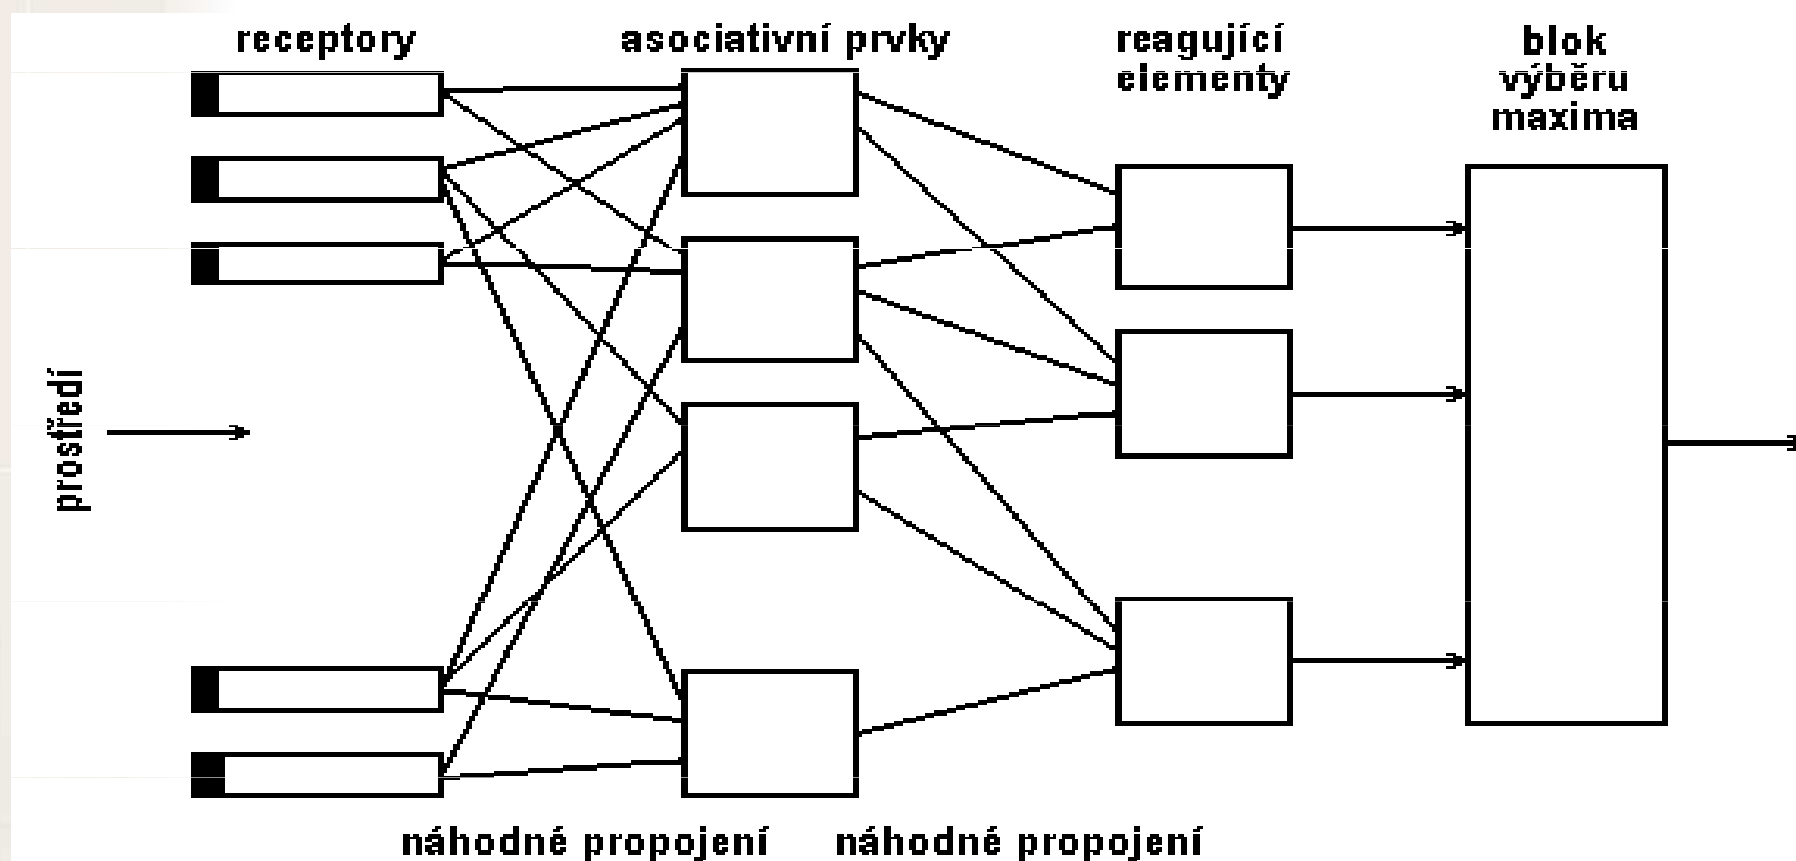 receptory
asociativní prvky
reagující
elementy
blok
výběru
maxima
prostředí
náhodné propojení
náhodné propojení